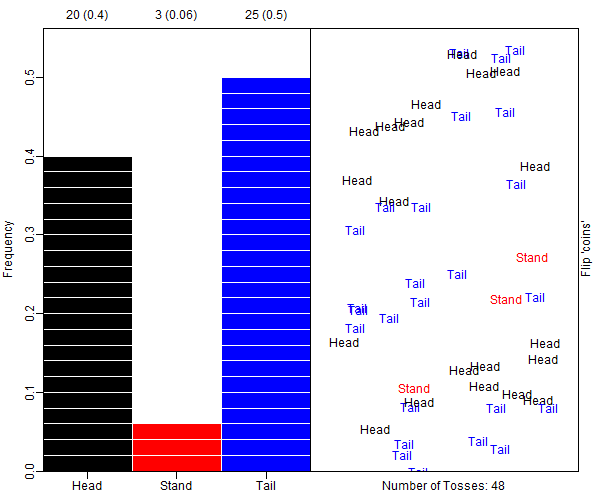 20 (0.4) 3 (0.06) 25 (0.5)
Frequency
0.5
0.4
0.3
0.2
0.1
0.0
Head Stand Tail
Tail
Head
Tail
Tail
Head
Head
Head
Tail
Tail
Head
Head
Head
Head
Head
Tail
Head
Tail
Tail
Tail
Stand
Tail
Tail
Stand
Tail
Tail
Tail
Tail
Tail
Tail
Head
Head
Head
Head
Head
Stand
Head
Head
Head
Head
Tail
Tail
Tail
Head
Tail
Tail
Tail
Tail
Tail
Flip 'coins'
Number of Tosses: 48